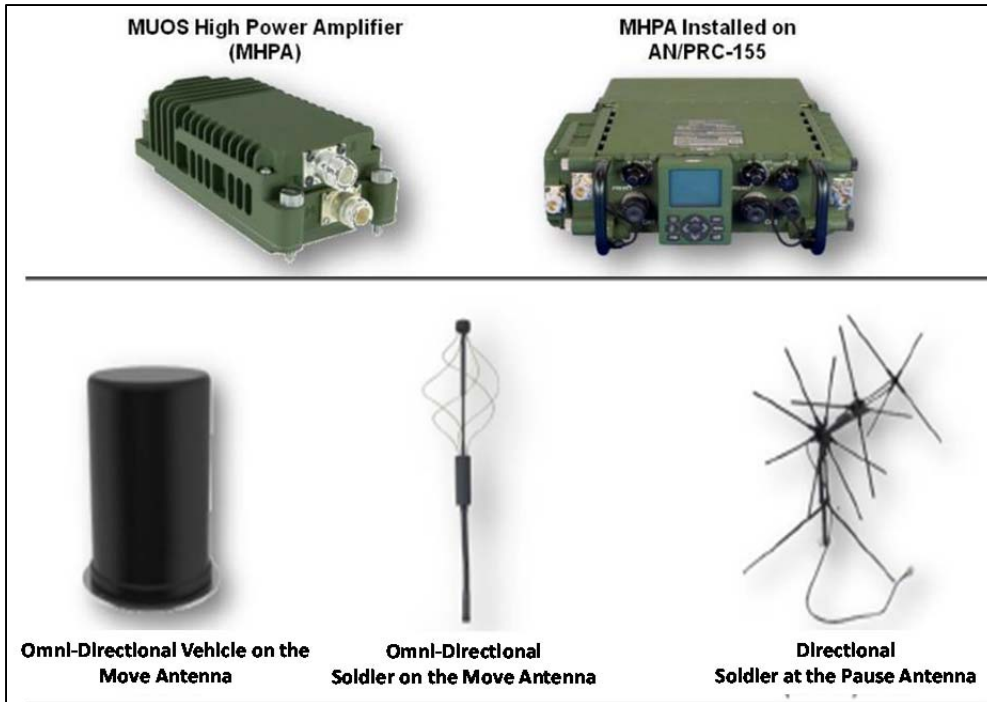 MUOS High Power Amplifier
(MHPA)
MHPA Installed on
AN/PRC-155
Omni-Directional Vehicle on the
Move Antenna
Omni-Directional
Soldier on the Move Antenna
Directional
Soldier at the Pause Antenna